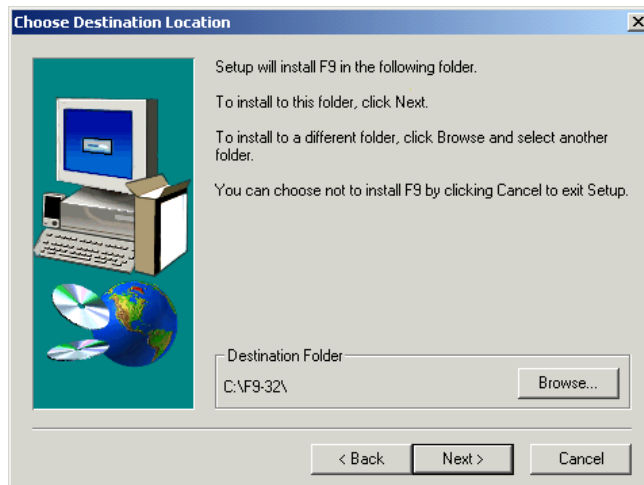 Choose Destination Location
Setup will install F9 in the following folder.
To install to this folder, click Next.
To install to a different folder, click Browse and select another
folder.
You can choose not to install F9 by clicking Cancel to exit Setup.
Destination Folder
C:\F9-32\
Browse...
< Back
Next >
Cancel